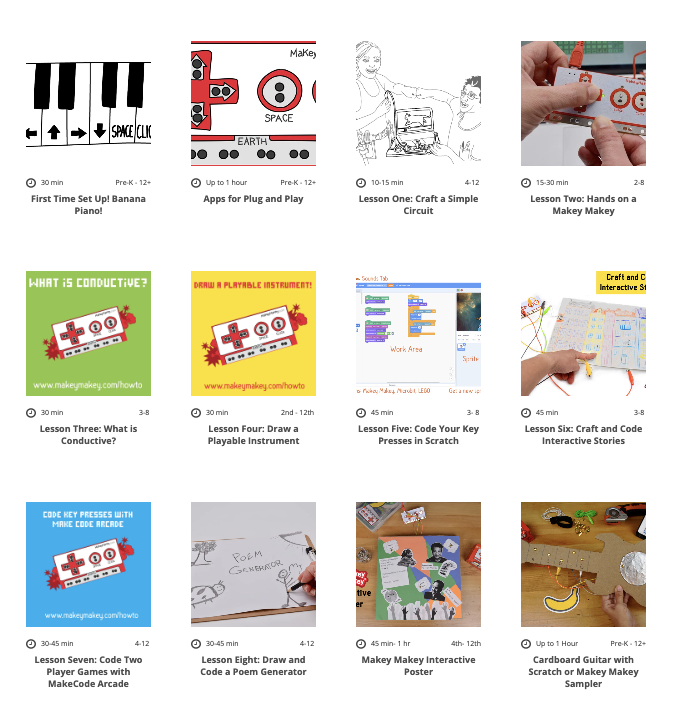 SPACE
Makey
SPACE
EARTH
30 min Pre-K - 12+
Up to 1 hour Pre-K - 12+
10-15 min 4-12
15-30 min 2-8
First Time Set Up! Banana
Piano!
Apps for Plug and Play
Lesson One: Craft a Simple
Circuit
Lesson Two: Hands on a
Makey Makey
WHAT IS CONDUCTIVE?
www.makeymakey.com/howto
DRAW A PLAYABLE INSTRUMENT!
www.makeymakey.com/howto
Sounds Tab
Work Area
Sprite
Makey Makey, Microbit, LEGO
Craft and C
Interactive St
30 min 3-8
30 min 2nd - 12th
45 min 3- 8
45 min 3-8
Lesson Three: What is
Conductive?
Lesson Four: Draw a
Playable Instrument
Lesson Five: Code Your Key
Presses in Scratch
Lesson Six: Craft and Code
Interactive Stories
CODE KEY PRESSES WITH
MAKE CODE ARCADE
www.makeymakey.com/howto
POEM
GENERATOR
30-45 min 4-12
30-45 min 4-12
45 min- 1 hr 4th- 12th
Up to 1 Hour Pre-K - 12+
Lesson Seven: Code Two
Player Games with
MakeCode Arcade
Lesson Eight: Draw and
Code a Poem Generator
Makey Makey Interactive
Poster
Cardboard Guitar with
Scratch or Makey Makey
Sampler